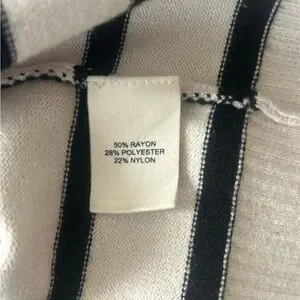 50% RAYON
28% POLYESTER
22% NYLON